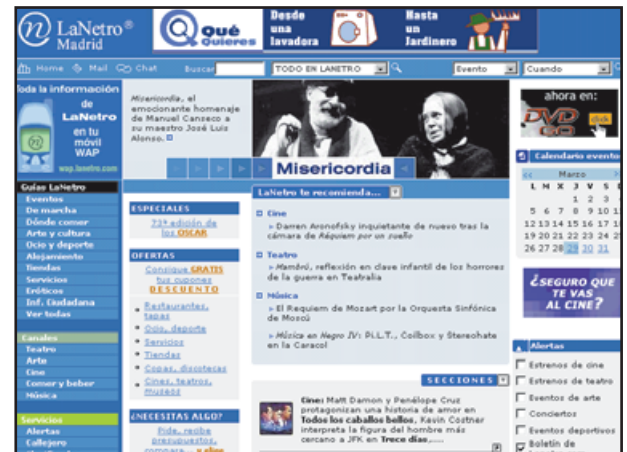 LaNetro®
Madrid
Qué
Quieres
Desde
una
lavadora
Hasta
un
Jardinero
Home
Mail
Chat
Buscar
TODO EN LANETRO
Evento
Cuando
Toda la información
de
LaNetro
en tu
móvil
WAP
wap.lanetro.com
Misericordia, el
emocionante homenaje
de Manuel Canseco a
su maestro José Luis
Alonso.
Misericordia
ahora en:
DVD
GO
click
Calendario evento
<< Marzo
L M X J V S
1 2 3
5 6 7 8 9 10
12 13 14 15 16 17
19 20 21 22 23 24
26 27 28 29 30 31
¿SEGURO QUE
TE VAS
AL CINE?
Alertas
Estrenos de cine
Estrenos de teatro
Eventos de arte
Conciertos
Eventos deportivos
Boletín de
Guías LaNetro
Eventos
De marcha
Dónde comer
Arte y cultura
Ocio y deporte
Alojamiento
Tiendas
Servicios
Eróticos
Inf. Ciudadana
Ver todas
Canales
Teatro
Arte
Cine
Comer y beber
Música
Servicios
Alertas
Callejero
ESPECIALES
73ª edición de
los OSCAR
OFERTAS
Consigue GRATIS
tus cupones
DESCUENTO
Restaurantes,
tapas
Ocio, deporte
Servicios
Tiendas
Copas, discotecas
Cines, teatros,
museos
¿NECESITAS ALGO?
Pide, recibe
presupuestos,
compara...
LaNetro te recomienda...
Cine
» Darren Aronofsky inquietante de nuevo tras la
cámara de Réquiem por un sueño
Teatro
» Mambrú, reflexión en clave infantil de los horrores
de la guerra en Teatralia
Música
» El Requiem de Mozart por la Orquesta Sinfónica
de Moscú
» Música en Negro IV: P.L.T., Coilbox y Stereohate
en la Caracol
SECCIONES
Cine: Matt Damon y Penélope Cruz
protagonizan una historia de amor en
Todos los caballos bellos, Kevin Costner
interpreta la figura del hombre más
cercano a JFK en Trece días,....